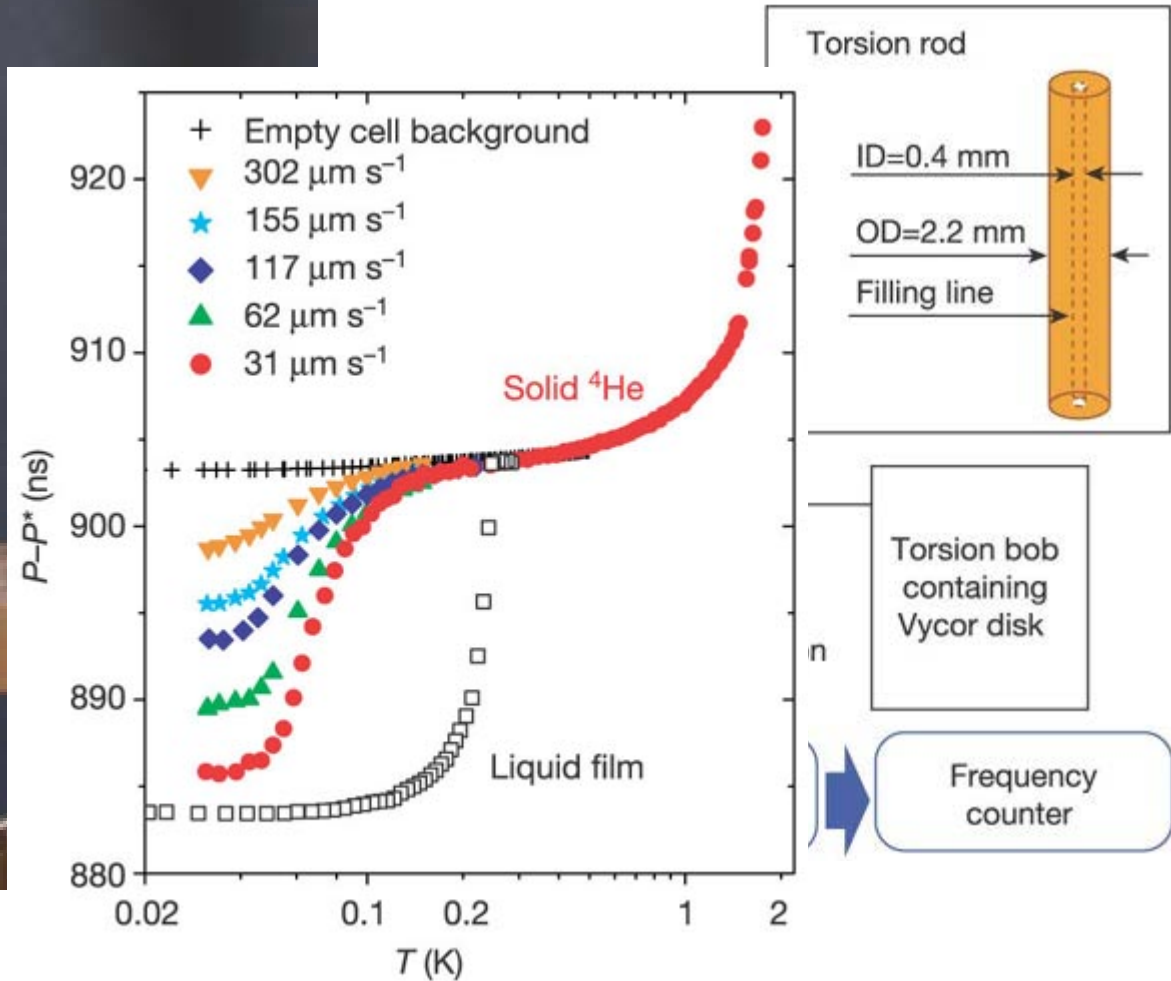 Torsion rod
ID=0.4 mm
OD=2.2 mm
Filling line
Empty cell background
302 μm s⁻¹
155 μm s⁻¹
117 μm s⁻¹
62 μm s⁻¹
31 μm s⁻¹
Solid ⁴He
Liquid film
P–P* (ns)
920
910
900
890
880
0.02
0.1
0.2
1
2
T (K)
Torsion bob
containing
Vycor disk
n
Frequency
counter